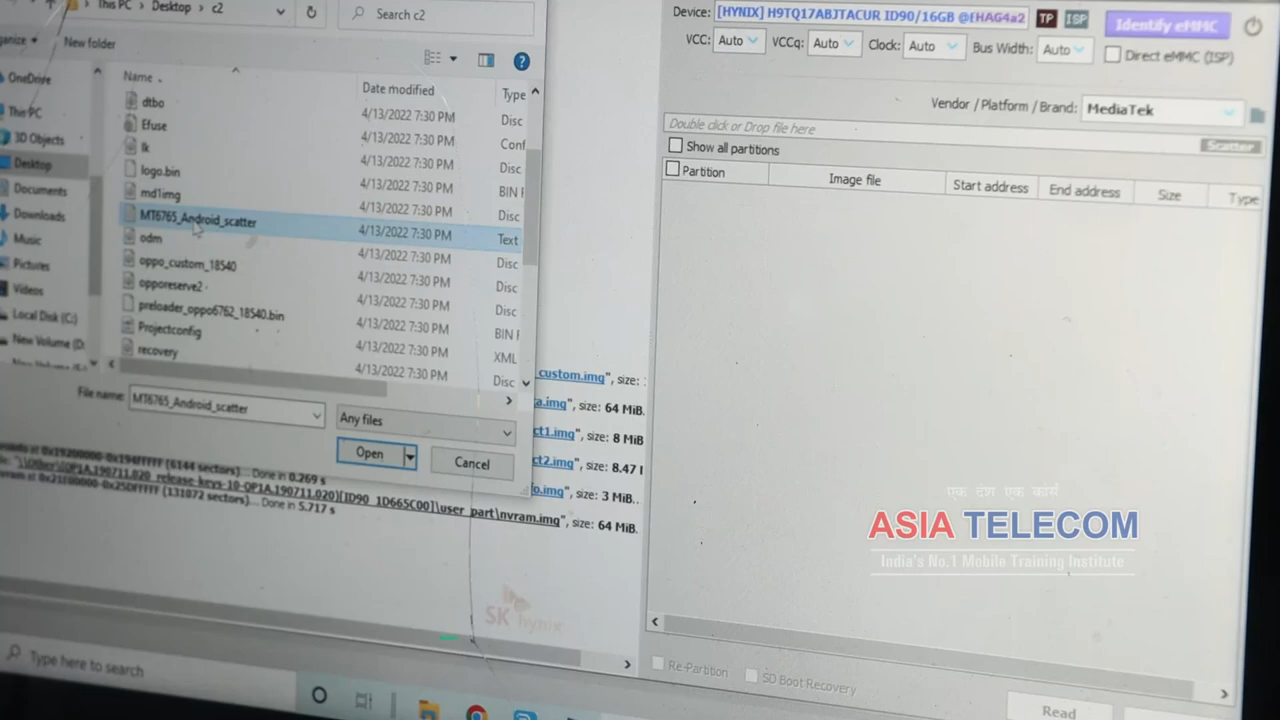 This PC > Desktop > c2
Search c2
New folder
Name
Date modified
Type
dtbo
4/13/2022 7:30 PM
Disc
Efuse
4/13/2022 7:30 PM
Conf
lk
4/13/2022 7:30 PM
Disc
logo.bin
4/13/2022 7:30 PM
BIN F
md1img
4/13/2022 7:30 PM
Disc
MT6765_Android_scatter
4/13/2022 7:30 PM
Text
odm
4/13/2022 7:30 PM
Disc
oppo_custom_18540
4/13/2022 7:30 PM
Disc
opporeserve2
4/13/2022 7:30 PM
Disc
preloader_oppo6762_18540.bin
4/13/2022 7:30 PM
BIN F
Projectconfig
4/13/2022 7:30 PM
XML
recovery
4/13/2022 7:30 PM
Disc
OneDrive
This PC
3D Objects
Desktop
Documents
Downloads
Music
Pictures
Videos
Local Disk (C:)
New Volume (D:
File name:
MT6765_Android_scatter
Any files
Open
Cancel
_custom.img", size:
a.img", size: 64 MiB.
ct1.img", size: 8 MiB
ct2.img", size: 8.47
o.img", size: 3 MiB..
(6144 sectors)... Done in 0.269 s
user_part\nvram.img", size: 64 MiB.
(131072 sectors)... Done in 5.717 s
SK hynix
Type here to search
Device:
[HYNIX] H9TQ17ABJTACUR ID90/16GB @[HAG4a2
TP
ISP
Identify eMMC
VCC: Auto
VCCq: Auto
Clock: Auto
Bus Width: Auto
Direct eMMC (ISP)
Vendor / Platform / Brand: MediaTek
Double click or Drop file here
Scatter
Show all partitions
Partition
Image file
Start address
End address
Size
Type
एक देश एक कोर्स
ASIA TELECOM
India's No.1 Mobile Training Institute
Re-Partition
SD Boot Recovery
Read